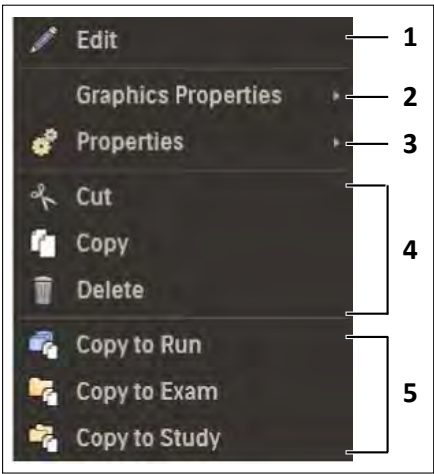 Edit 1
Graphics Properties 2
Properties 3
Cut
Copy
4
Delete
Copy to Run
Copy to Exam
5
Copy to Study